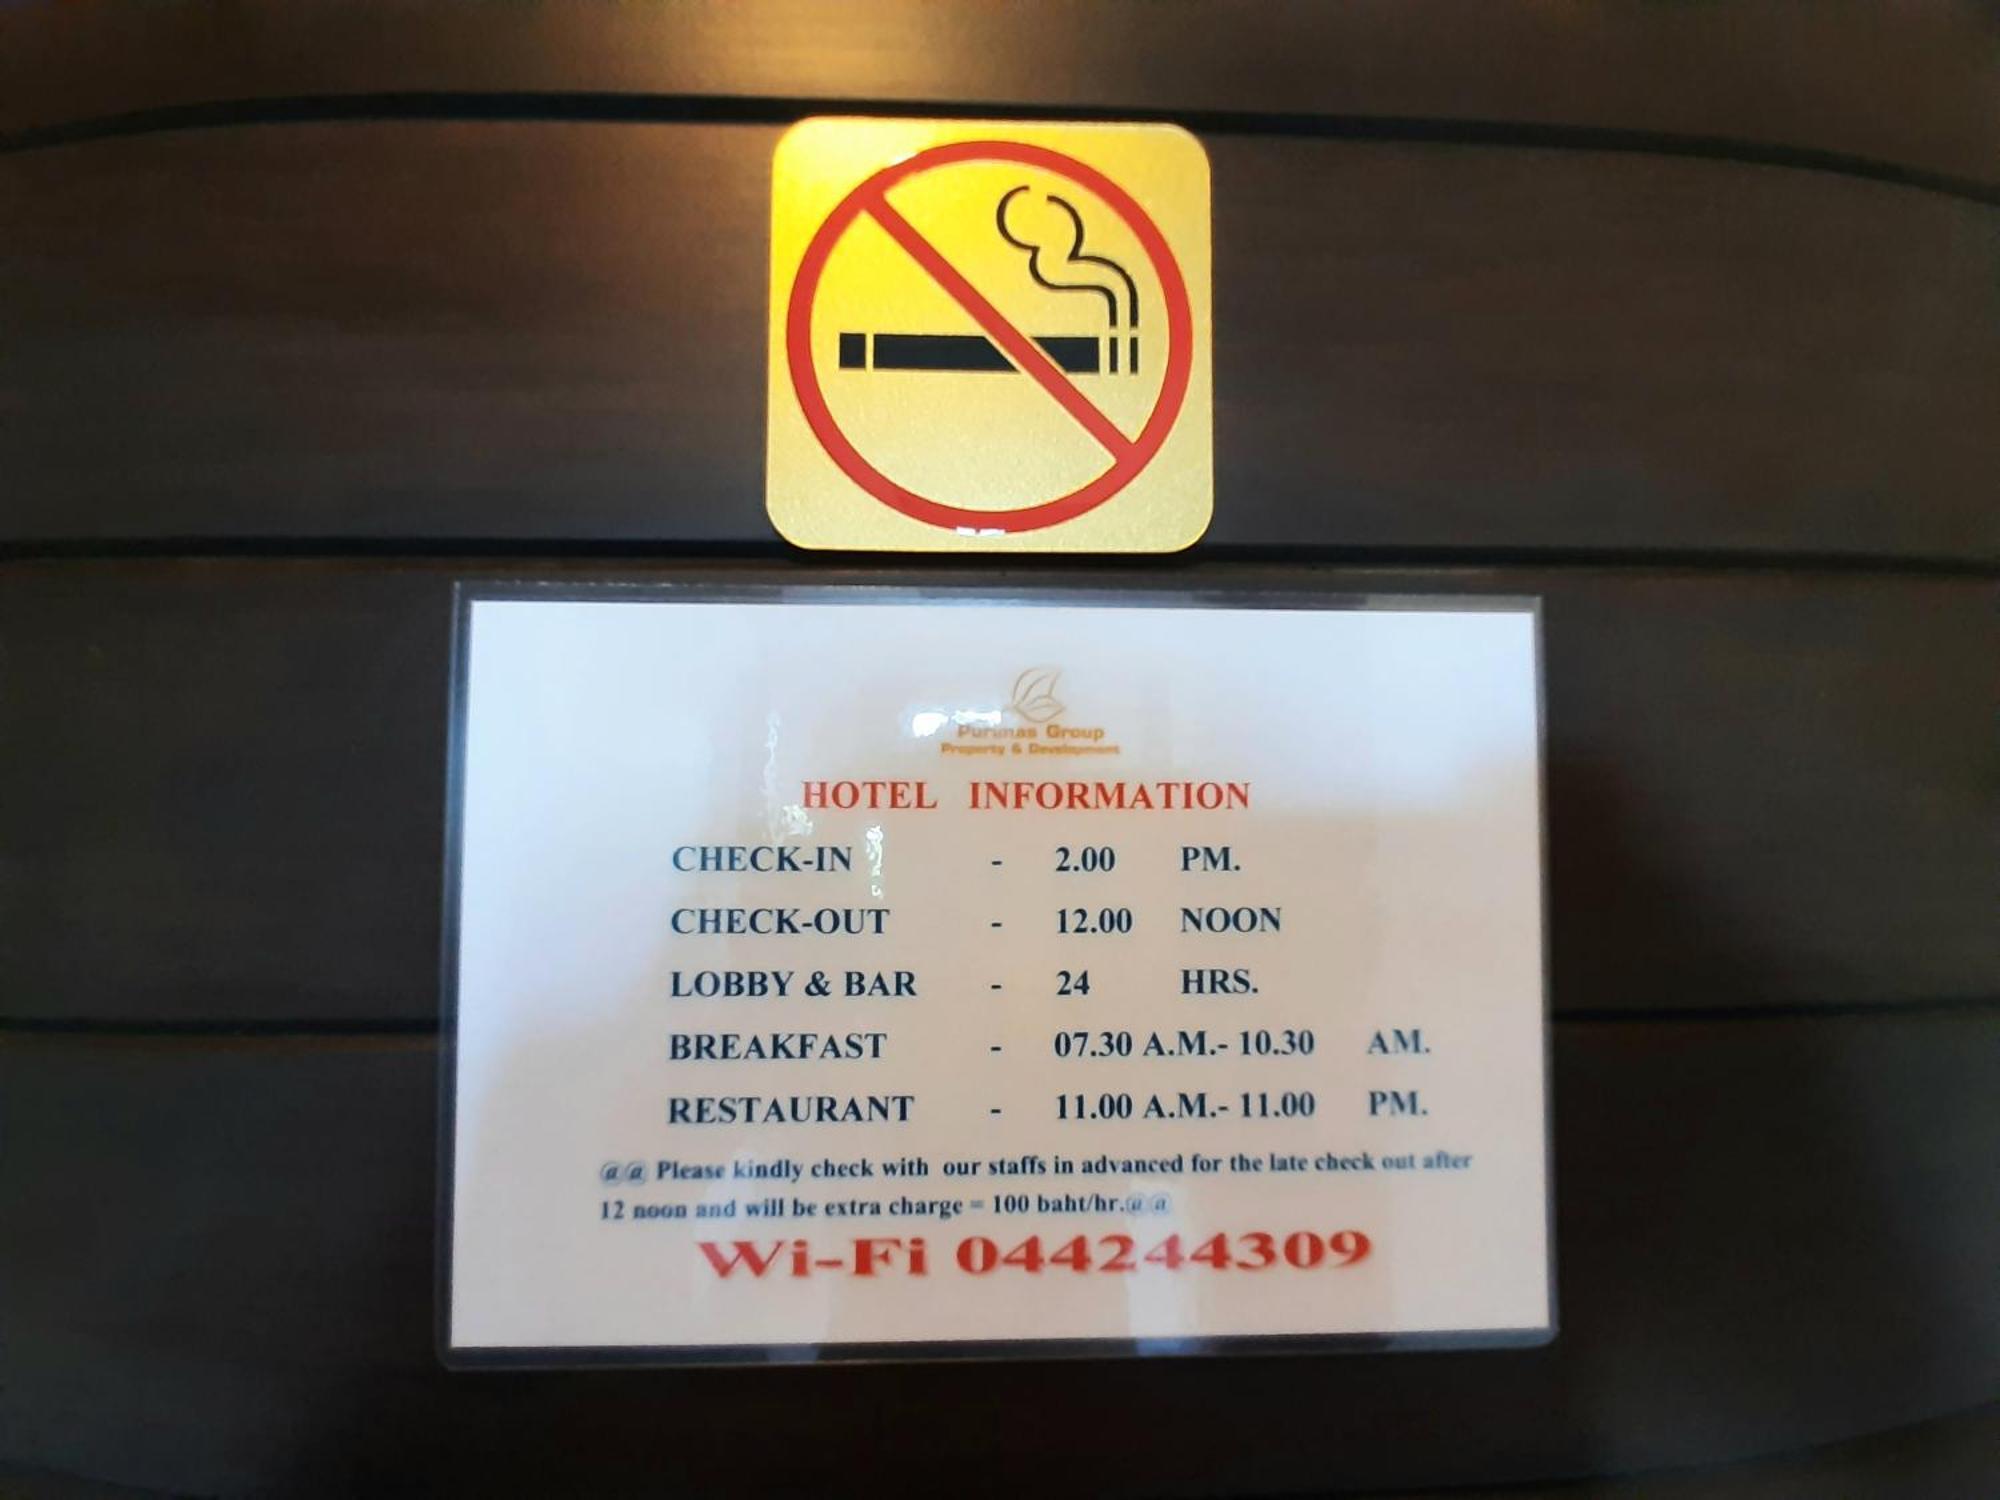 Purimas Group
Property & Development
HOTEL INFORMATION
CHECK-IN - 2.00 PM.
CHECK-OUT - 12.00 NOON
LOBBY & BAR - 24 HRS.
BREAKFAST - 07.30 A.M.- 10.30 AM.
RESTAURANT - 11.00 A.M.- 11.00 PM.
@@ Please kindly check with our staffs in advanced for the late check out after
12 noon and will be extra charge = 100 baht/hr.@@
Wi-Fi 044244309